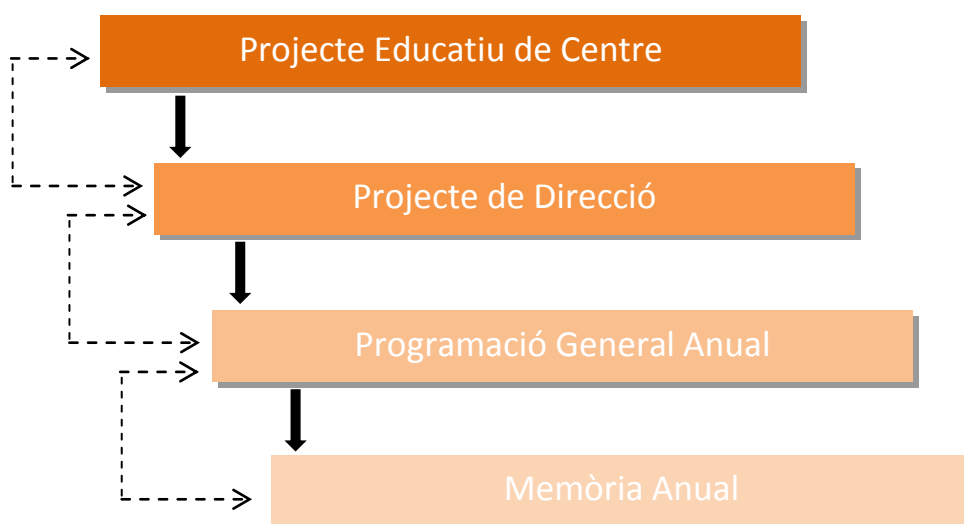 Projecte Educatiu de Centre
Projecte de Direcció
Programació General Anual
Memòria Anual